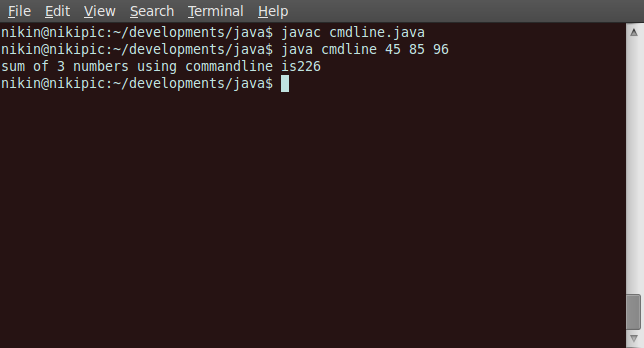 File Edit View Search Terminal Help
nikin@nikipic:~/developments/java$ javac cmdline.java
nikin@nikipic:~/developments/java$ java cmdline 45 85 96
sum of 3 numbers using commandline is226
nikin@nikipic:~/developments/java$